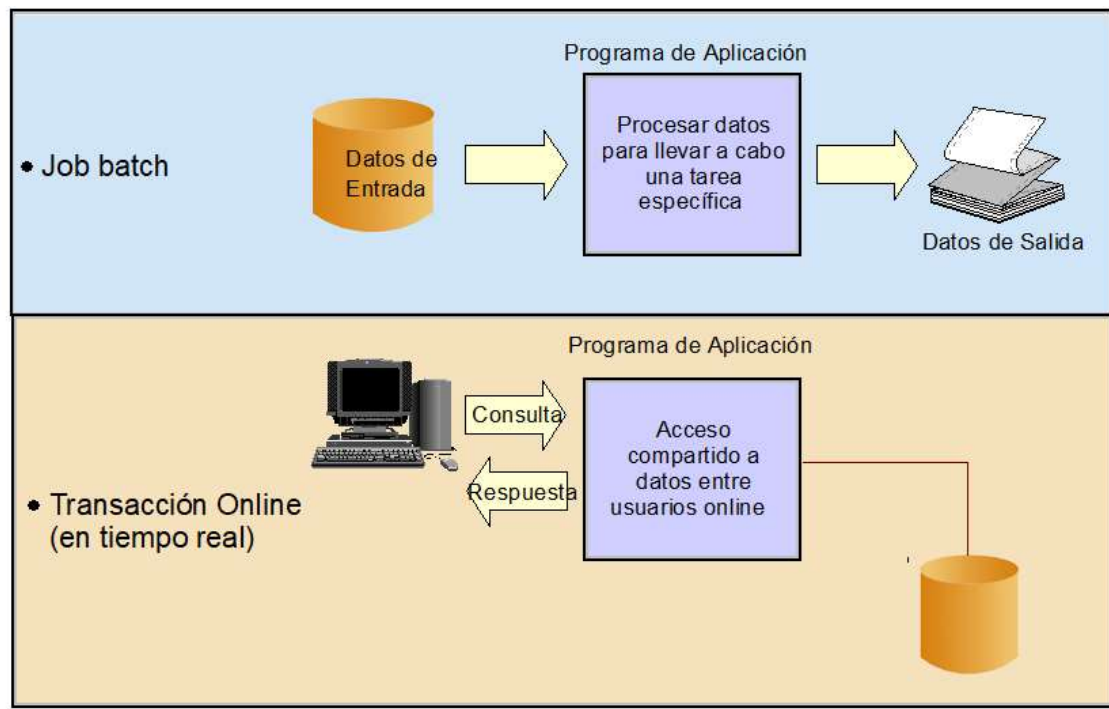 Programa de Aplicación
• Job batch
Datos de
Entrada
Procesar datos
para llevar a cabo
una tarea
específica
Datos de Salida
Programa de Aplicación
• Transacción Online
(en tiempo real)
Consulta
Respuesta
Acceso
compartido a
datos entre
usuarios online